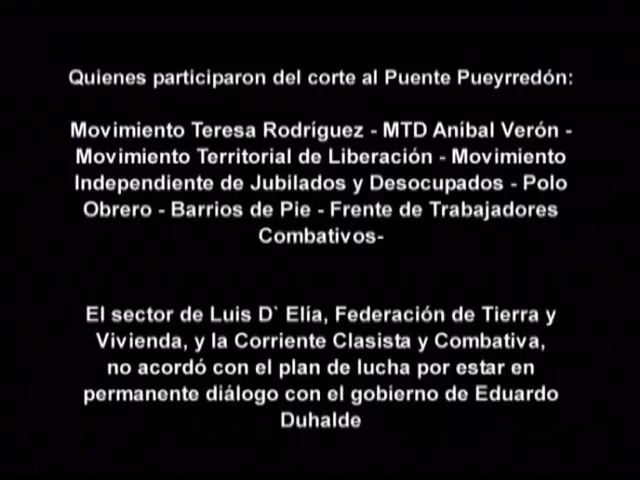 Quienes participaron del corte al Puente Pueyrredón:
Movimiento Teresa Rodríguez - MTD Aníbal Verón -
Movimiento Territorial de Liberación - Movimiento
Independiente de Jubilados y Desocupados - Polo
Obrero - Barrios de Pie - Frente de Trabajadores
Combativos-
El sector de Luis D` Elía, Federación de Tierra y
Vivienda, y la Corriente Clasista y Combativa,
no acordó con el plan de lucha por estar en
permanente diálogo con el gobierno de Eduardo
Duhalde